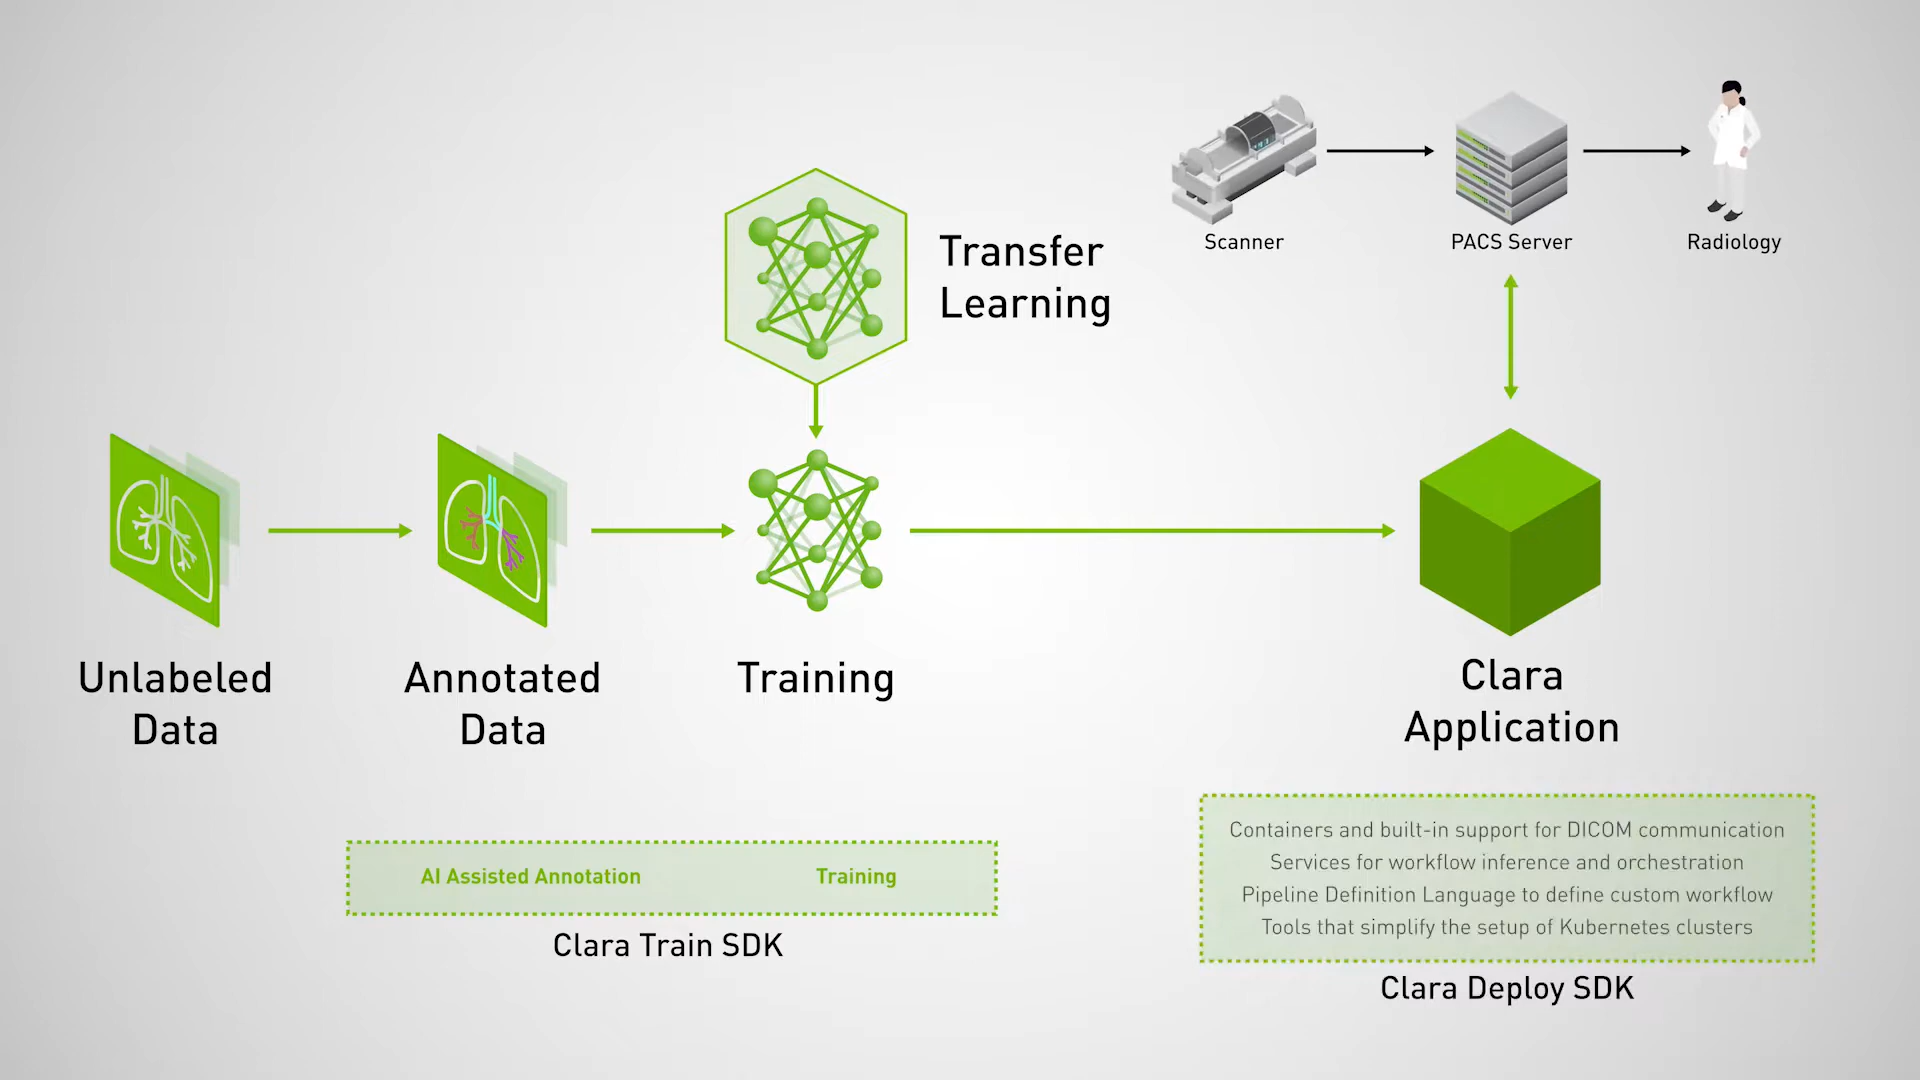 Scanner
PACS Server
Radiology
Transfer
Learning
Unlabeled
Data
Annotated
Data
Training
Clara
Application
AI Assisted Annotation
Training
Clara Train SDK
Containers and built-in support for DICOM communication
Services for workflow inference and orchestration
Pipeline Definition Language to define custom workflow
Tools that simplify the setup of Kubernetes clusters
Clara Deploy SDK